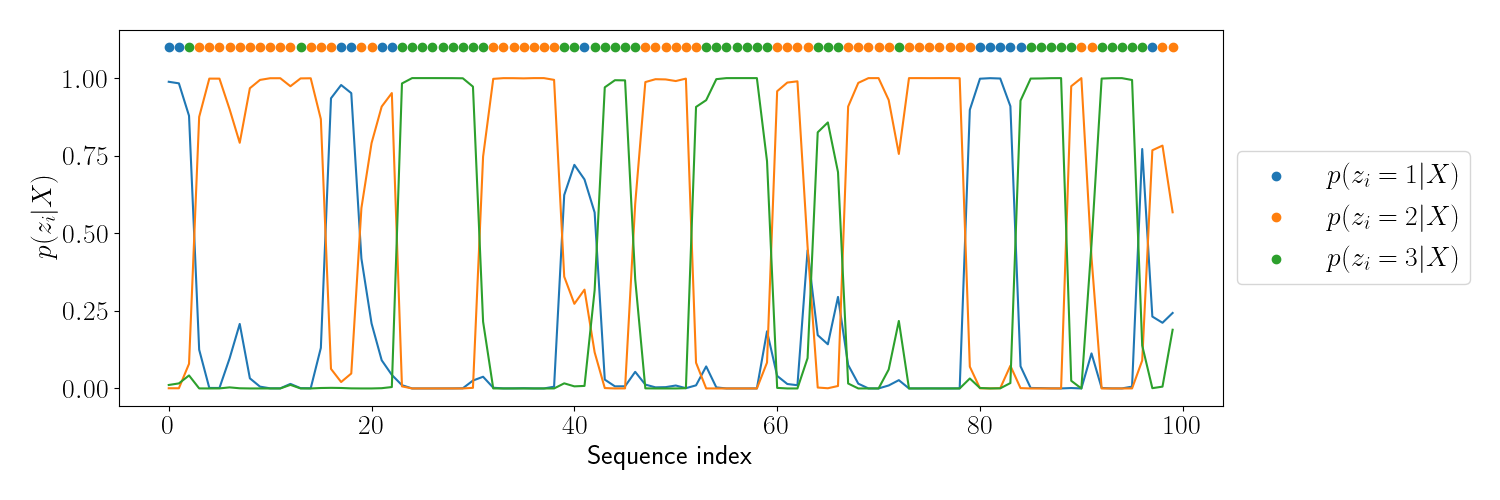 1.00
0.75
0.50
0.25
0.00
p(z_i|X)
0 20 40 60 80 100
Sequence index
p(z_i = 1|X)
p(z_i = 2|X)
p(z_i = 3|X)